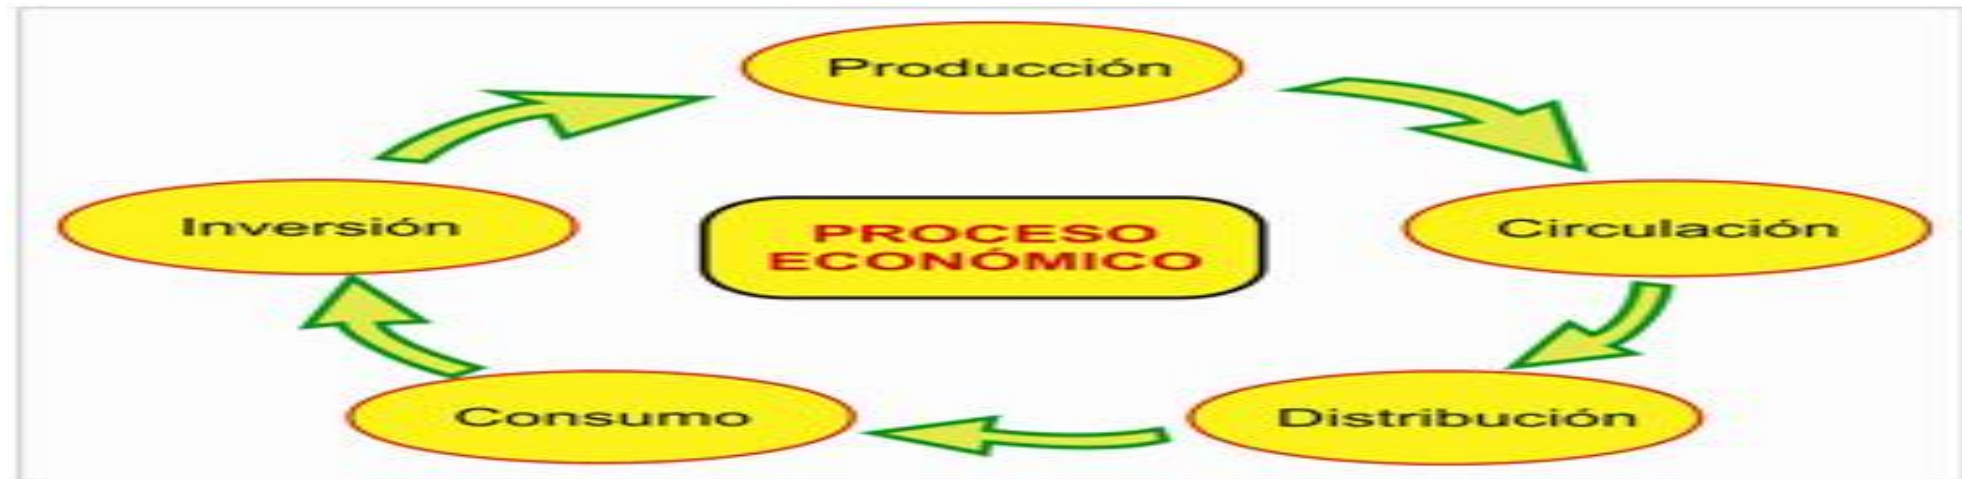 Producción
Inversión
PROCESO
ECONÓMICO
Circulación
Consumo
Distribución